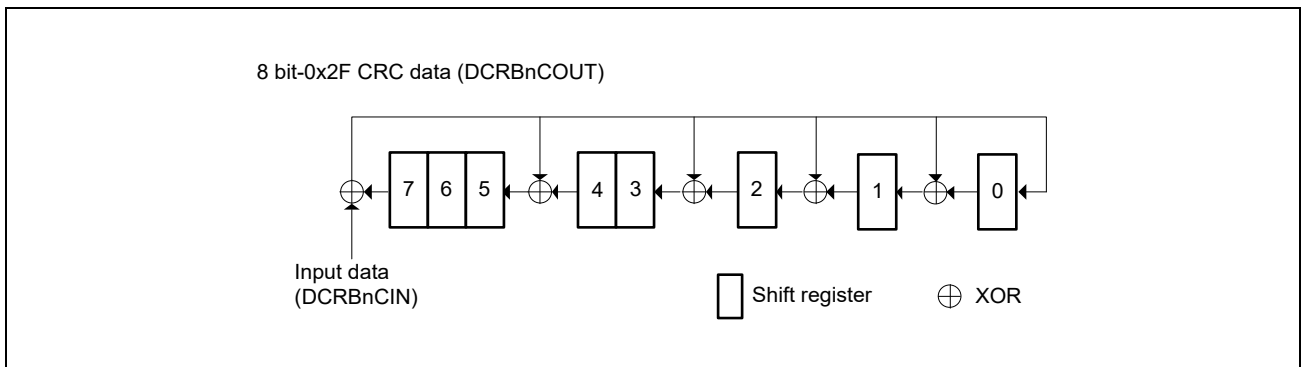 8 bit-0x2F CRC data (DCRBnCOUT)
7 6 5 4 3 2 1 0
Input data
(DCRBnCIN)
Shift register
XOR